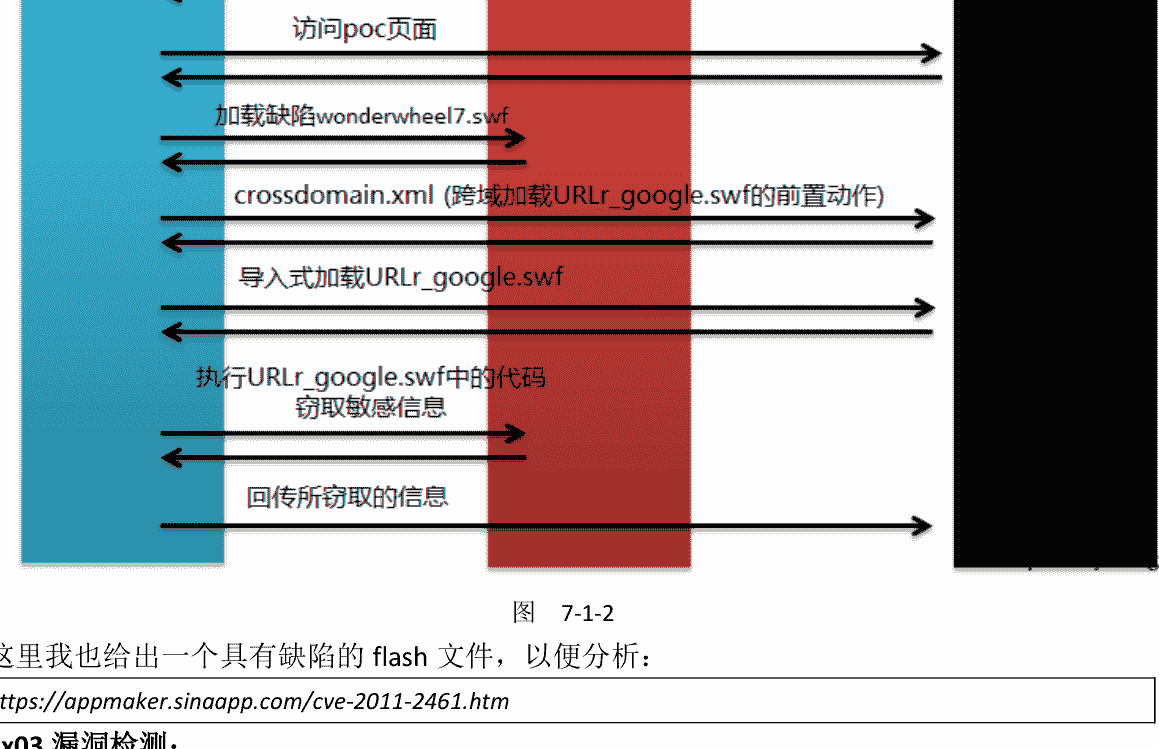 访问poc页面
加载缺陷wonderwheel7.swf
crossdomain.xml (跨域加载URLr_google.swf的前置动作)
导入式加载URLr_google.swf
执行URLr_google.swf中的代码
窃取敏感信息
回传所窃取的信息
图 7-1-2
这里我也给出一个具有缺陷的 flash 文件，以便分析：
ttps://appmaker.sinaapp.com/cve-2011-2461.htm
x03 漏洞检测：